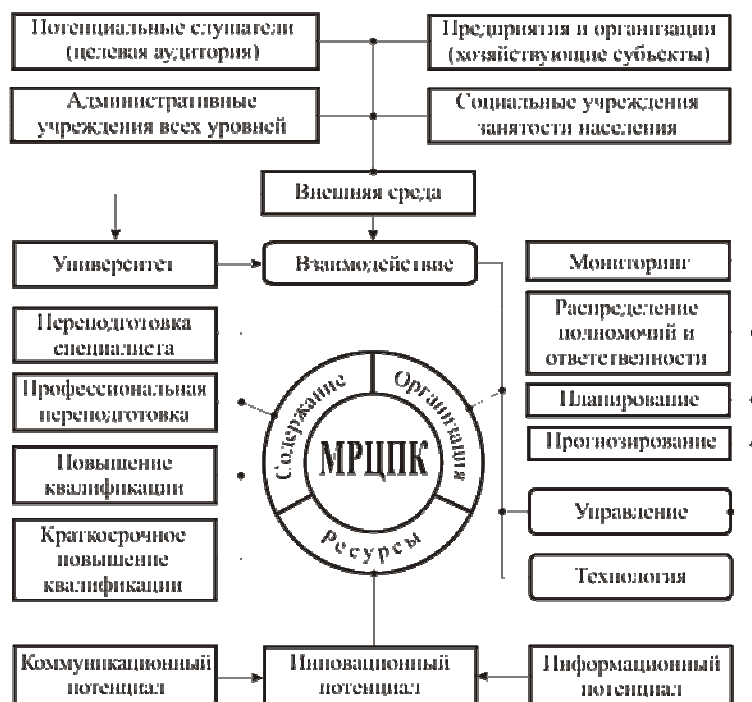 Потенциальные слушатели
(целевая аудитория)
Предприятия и организации
(хозяйствующие субъекты)
Административные
учреждения всех уровней
Социальные учреждения
занятости населения
Внешняя среда
Университет
Взаимодействие
Мониторинг
Переподготовка
специалиста
Распределение
полномочий и
ответственности
Профессиональная
переподготовка
Содержание
Организация
МРЦПК
Ресурсы
Планирование
Прогнозирование
Повышение
квалификации
Управление
Краткосрочное
повышение
квалификации
Технология
Коммуникационный
потенциал
Инновационный
потенциал
Информационный
потенциал